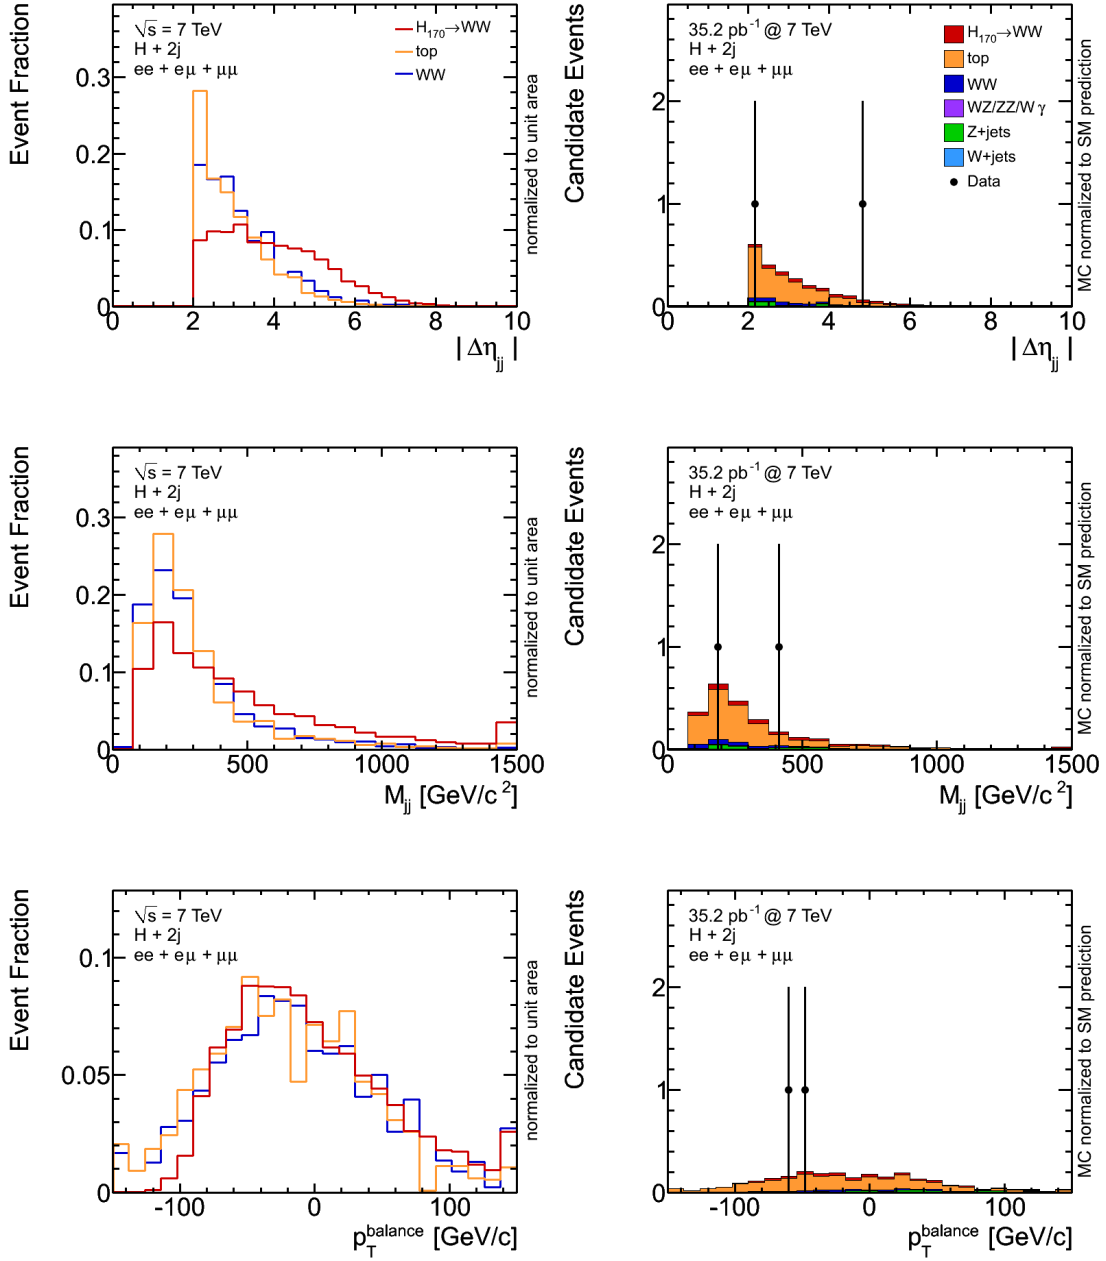 Event Fraction
√s = 7 TeV
H + 2j
ee + eμ + μμ
H170→WW
top
WW
0.3
0.2
0.1
0
0 2 4 6 8 10
|Δηjj|
normalized to unit area
Candidate Events
35.2 pb-1 @ 7 TeV
H + 2j
ee + eμ + μμ
H170→WW
top
WW
WZ/ZZ/Wγ
Z+jets
W+jets
Data
2
1
0
0 2 4 6 8 10
|Δηjj|
MC normalized to SM prediction
Event Fraction
√s = 7 TeV
H + 2j
ee + eμ + μμ
0.3
0.2
0.1
0
0 500 1000 1500
Mjj [GeV/c2]
normalized to unit area
Candidate Events
35.2 pb-1 @ 7 TeV
H + 2j
ee + eμ + μμ
2
1
0
0 500 1000 1500
Mjj [GeV/c2]
MC normalized to SM prediction
Event Fraction
√s = 7 TeV
H + 2j
ee + eμ + μμ
0.1
0.05
0
-100 0 100
pTbalance [GeV/c]
normalized to unit area
Candidate Events
35.2 pb-1 @ 7 TeV
H + 2j
ee + eμ + μμ
2
1
0
-100 0 100
pTbalance [GeV/c]
MC normalized to SM prediction